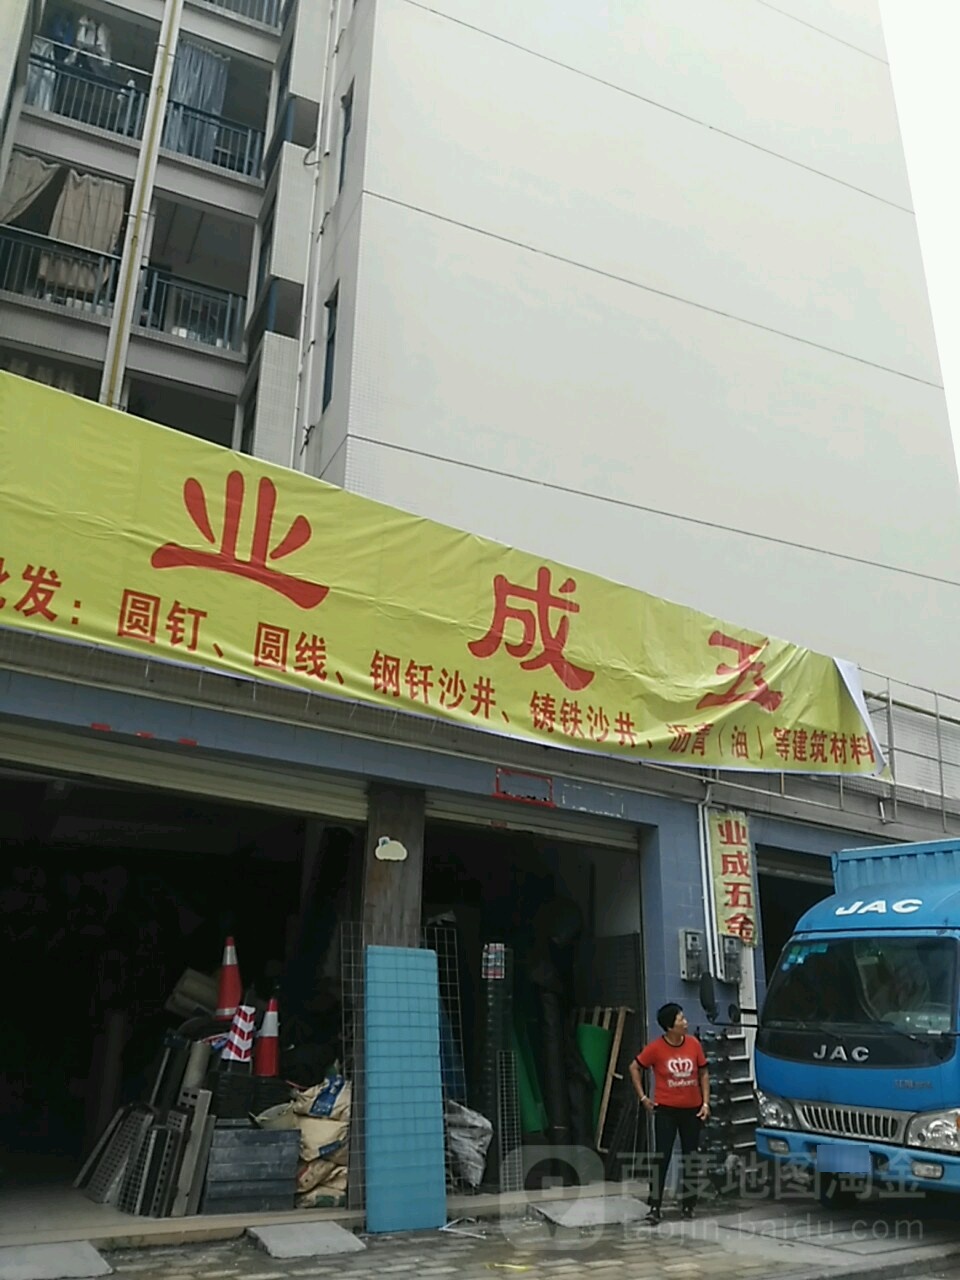 业成五
批发：圆钉、圆线、钢钎沙井、铸铁沙井、沥青（油）等建筑材料
业成五金
JAC
JAC
百度地图淘金
taojin.baidu.com